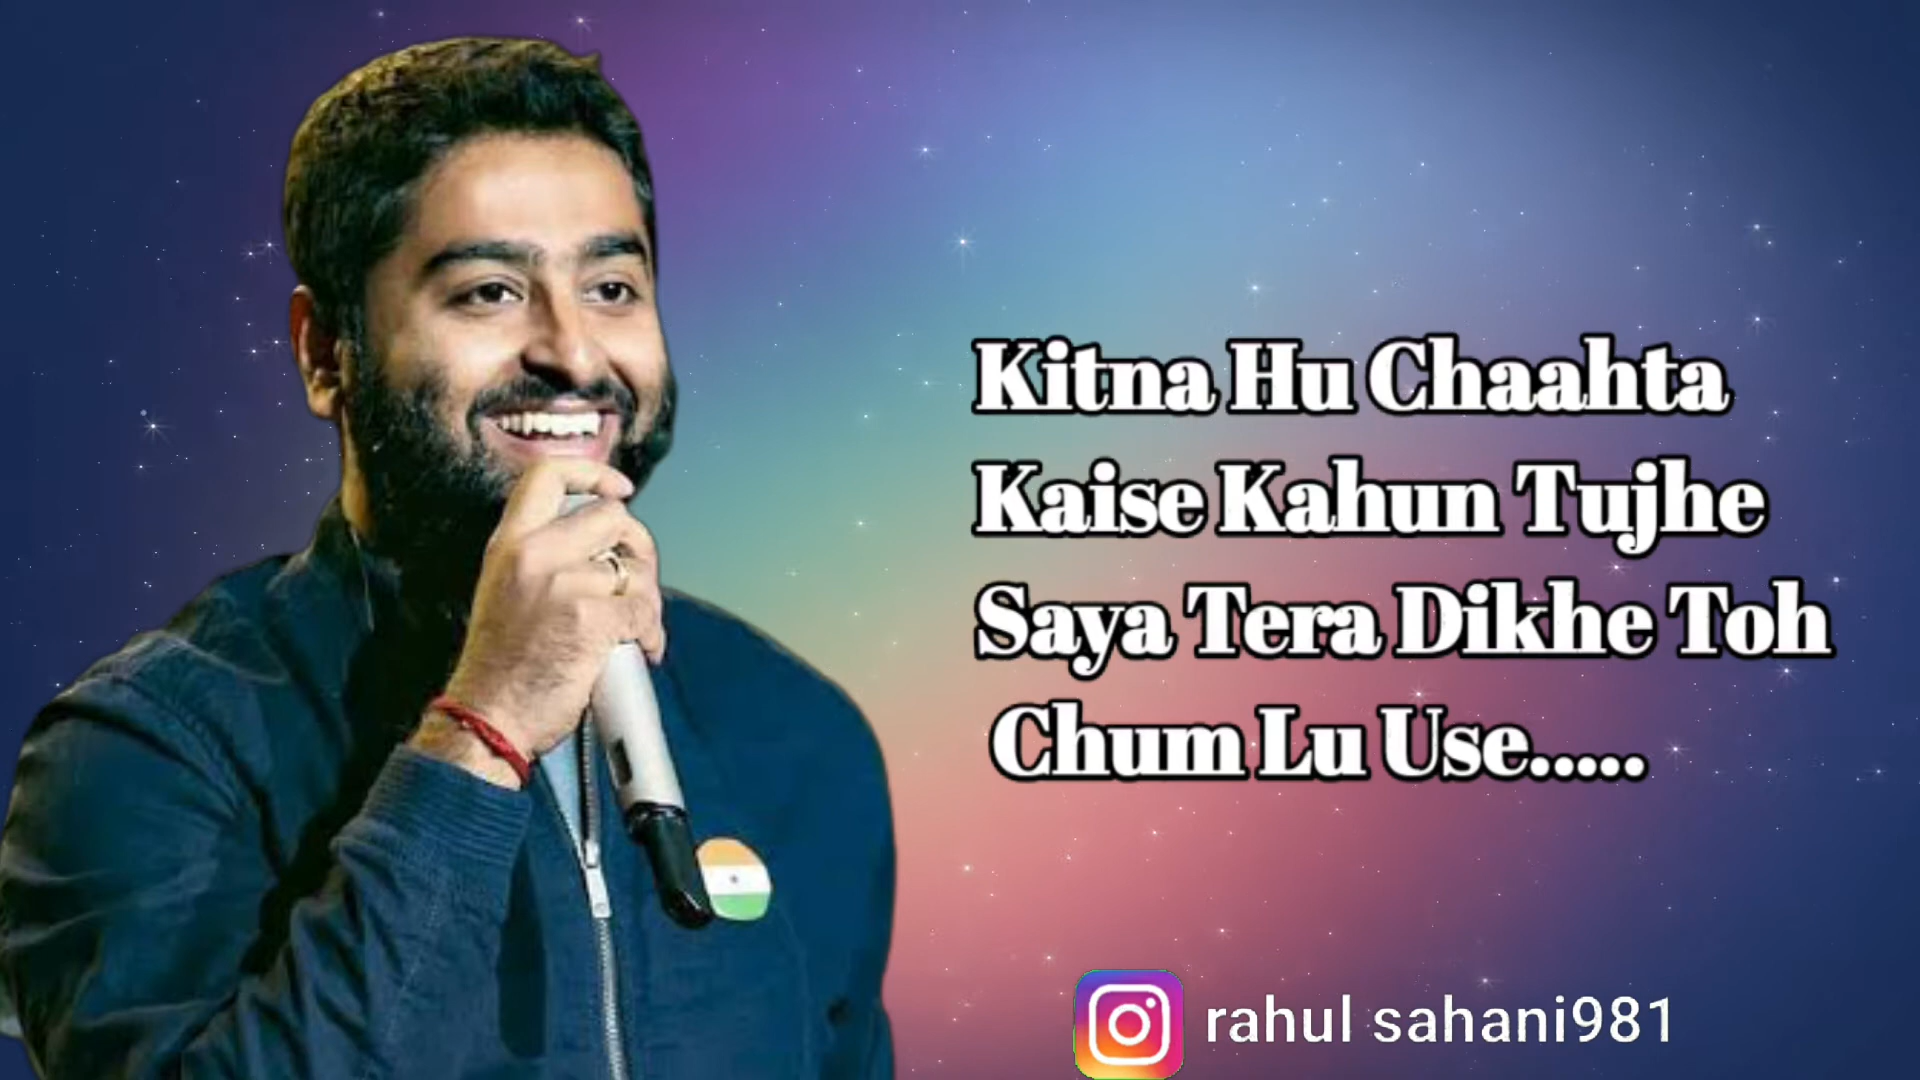 Kitna Hu Chaahta
Kaise Kahun Tujhe
Saya Tera Dikhe Toh
Chum Lu Use.....
rahul sahani981